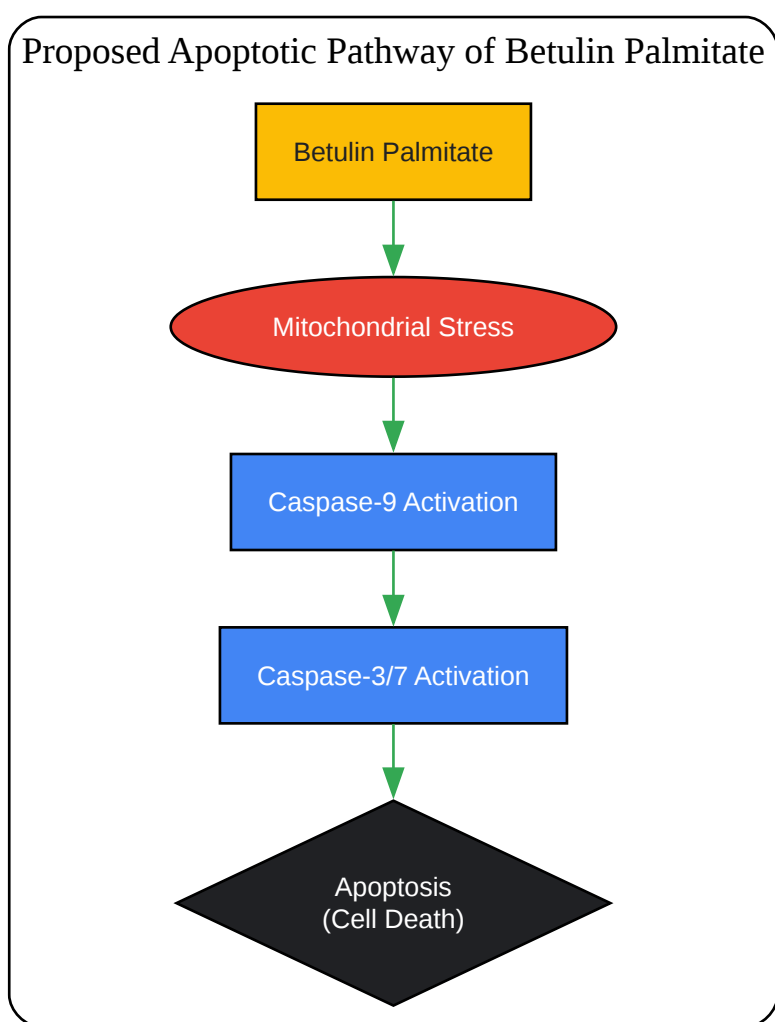 Proposed Apoptotic Pathway of Betulin Palmitate
Betulin Palmitate
Mitochondrial Stress
Caspase-9 Activation
Caspase-3/7 Activation
Apoptosis
(Cell Death)